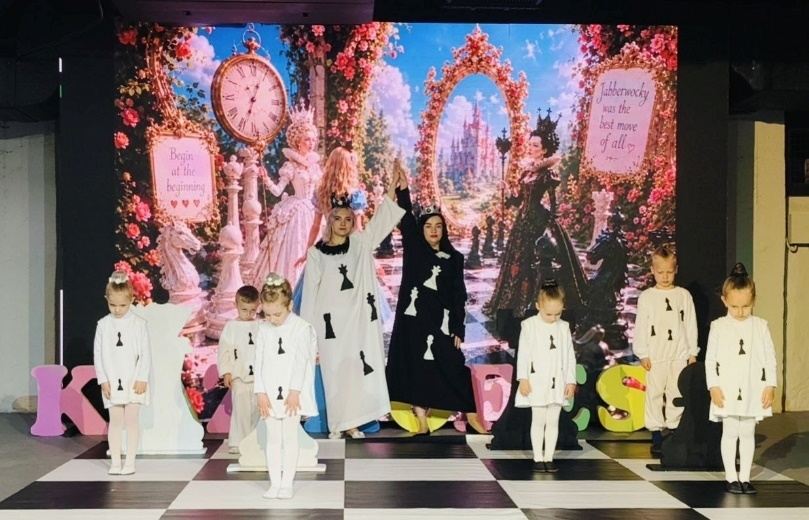 Begin
at the
beginning
Jabberwocky
was the
best move
of all
K
S